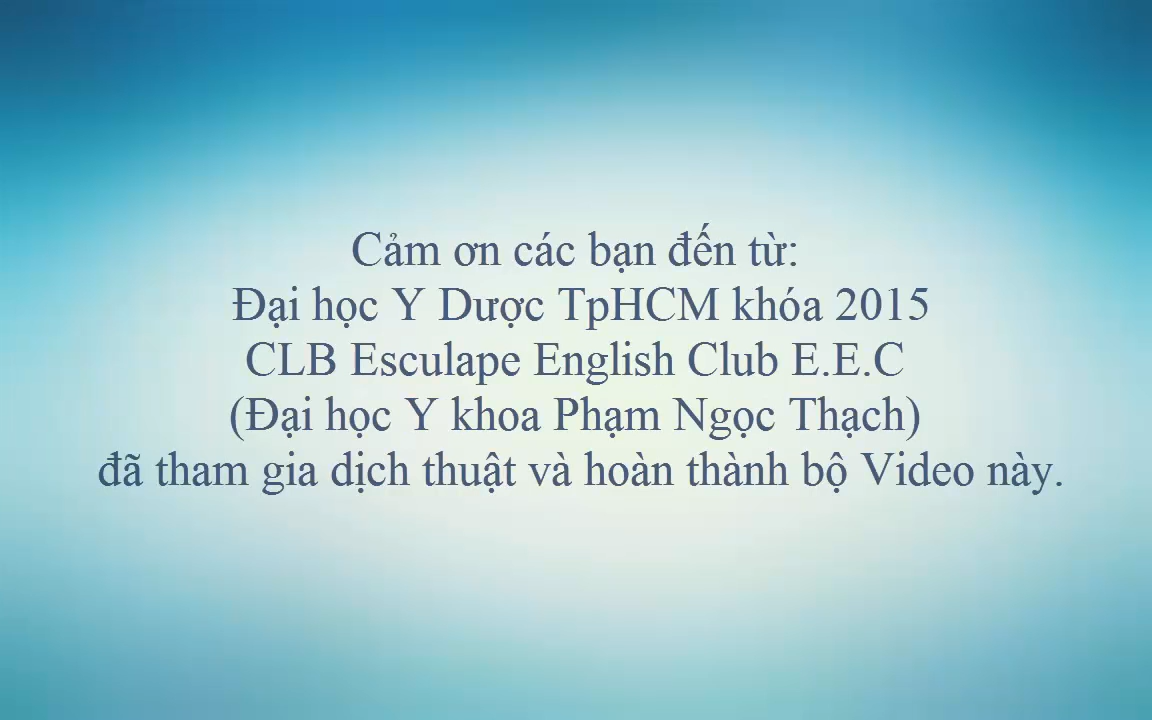 Cảm ơn các bạn đến từ:
Đại học Y Dược TpHCM khóa 2015
CLB Esculape English Club E.E.C
(Đại học Y khoa Phạm Ngọc Thạch)
đã tham gia dịch thuật và hoàn thành bộ Video này.